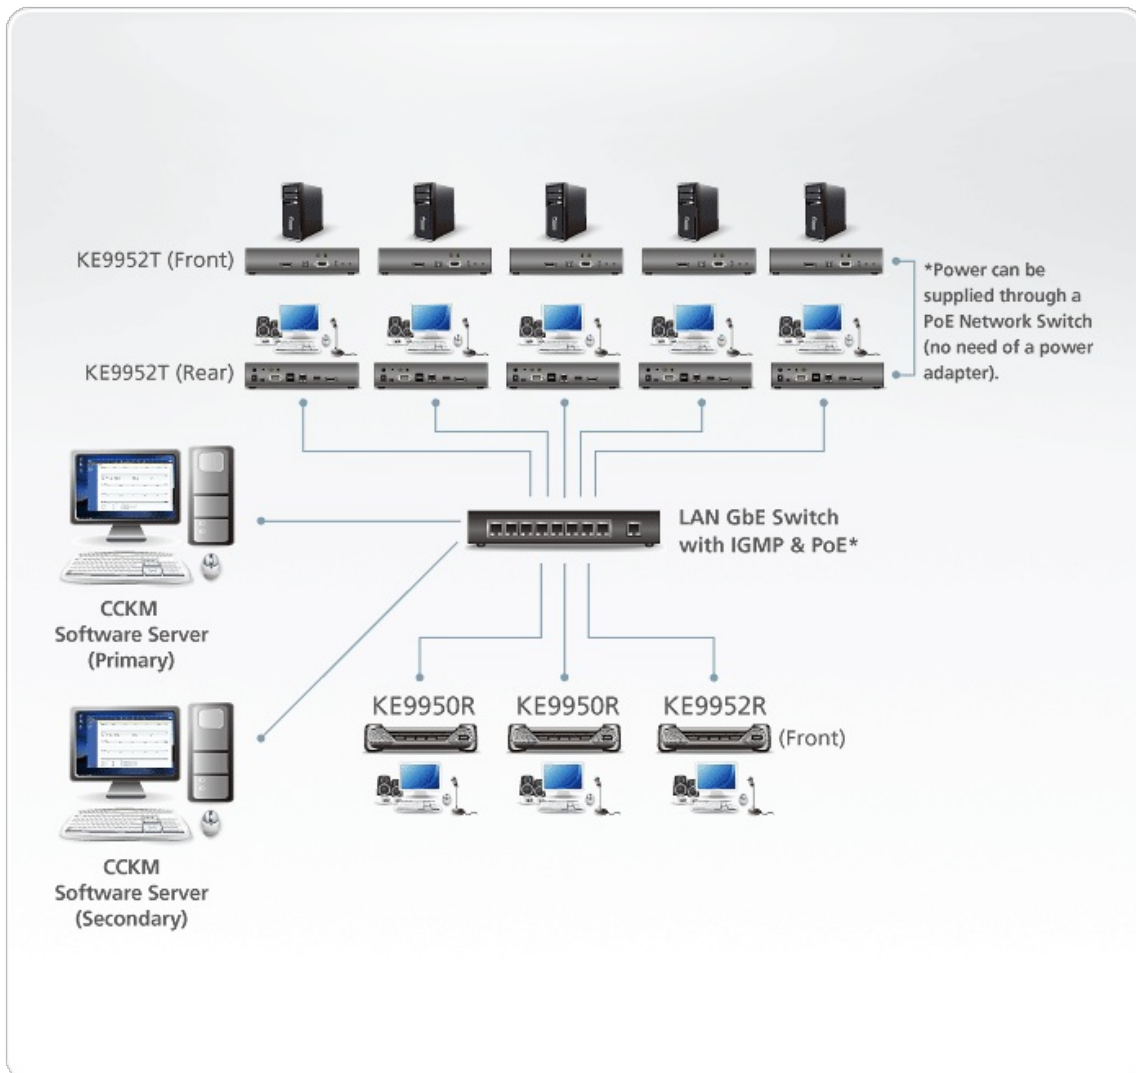 KE9952T (Front)
*Power can be
supplied through a
PoE Network Switch
(no need of a power
adapter).
KE9952T (Rear)
LAN GbE Switch
with IGMP & PoE*
CCKM
Software Server
(Primary)
KE9950R
KE9950R
KE9952R
(Front)
CCKM
Software Server
(Secondary)